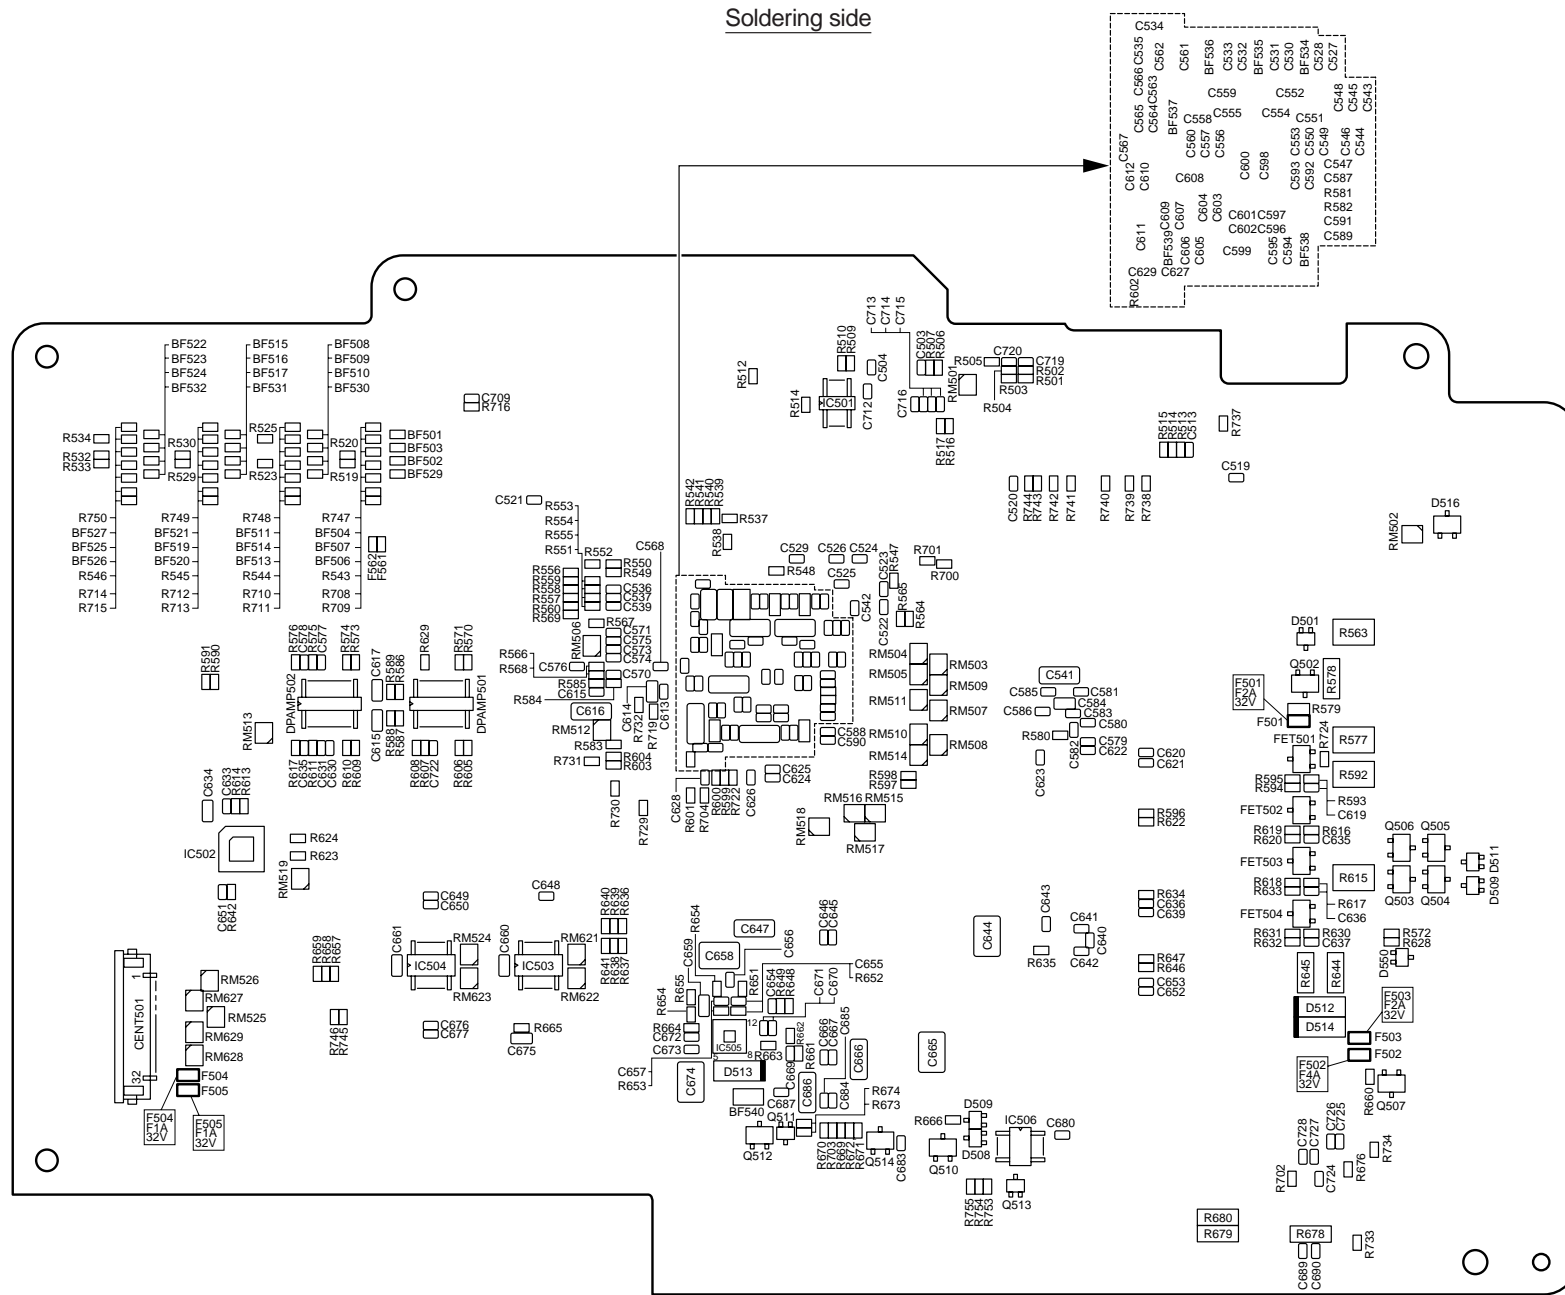 Soldering side
C534
C535
C562
C561
BF536
C533
C532
BF535
C531
C530
BF534
C528
C527
C566
C563
C559
C552
C548
C545
C543
C565
C564
BF537
C558
C555
C554
C551
C567
C560
C557
C556
C553
C550
C549
C546
C544
C612
C610
C608
C600
C598
C593
C592
C547
C587
R581
R582
C591
C589
C611
C609
C607
C604
C603
C601
C597
C602
C596
BF539
C606
C605
C599
C595
C594
BF538
C629
C627
R602
C713
C714
C715
BF522
BF523
BF524
BF532
BF515
BF516
BF517
BF531
BF508
BF509
BF510
BF530
C709
R716
R512
R514
R510
R509
C504
IC501
C712
C716
C503
R507
R506
RM501
R505
C720
C719
R502
R501
R503
R504
R517
R516
R515
R514
R513
C513
R737
C519
R534
R532
R533
R530
R529
R525
R523
R520
R519
BF501
BF503
BF502
BF529
C521
R542
R541
R540
R539
R537
R538
C520
R744
R743
R742
R741
R740
R739
R738
RM502
D516
R750
BF527
BF525
BF526
R546
R714
R715
R749
BF521
BF519
BF520
R545
R712
R713
R748
BF511
BF514
BF513
R544
R710
R711
R747
BF504
BF507
BF506
R543
R708
R709
F562
F561
R553
R554
R555
R551
R552
C568
R550
R549
R556
R559
R558
R557
R560
R569
C536
C537
C539
C529
C526
C524
R548
C525
C523
R547
R701
R700
C542
C522
R565
R564
R567
RM506
C571
C575
C573
C574
R566
R568
C576
C570
R585
C615
R584
C616
RM512
R583
R731
R604
R603
C614
R732
R719
C613
R730
R729
RM504
RM503
RM505
RM509
RM511
RM507
RM510
RM508
RM514
C588
C590
C625
C624
C628
R601
R704
R600
R599
R722
C626
R598
R597
RM516
RM515
RM518
RM517
C541
C585
C581
C584
C586
C583
C580
R580
C582
C579
C622
C623
C620
C621
R596
R622
D501
R563
Q502
R578
F501
F2A
32V
R579
F501
FET501
R724
R577
R592
R595
R594
R593
C619
FET502
R619
R620
R616
C635
Q506
Q505
D511
FET503
R618
R633
R615
Q503
Q504
D509
R617
C636
FET504
R631
R632
R630
C637
R572
R628
D550
R645
R644
D512
D514
F503
F2A
32V
F503
F502
F502
F4A
32V
R660
Q507
R576
C578
R575
C577
R574
R573
C617
R589
R586
R629
R571
R570
R591
R590
DPAMP502
DPAMP501
RM513
C615
R588
R587
R617
C635
R611
C631
C630
R610
R609
R608
R607
C722
R606
R605
C634
C633
R614
R613
IC502
R624
R623
RM519
C651
R642
C649
C650
C648
R640
R639
R636
R641
R638
R637
R659
R658
R657
C661
IC504
RM524
RM623
C660
IC503
RM621
RM622
C676
C677
R665
C675
R746
R745
CENT501
1
32
RM526
RM627
RM525
RM629
RM628
F504
F505
F504
F1A
32V
F505
F1A
32V
R654
C659
C647
C658
C656
C646
C645
R655
R654
R651
C654
R649
R648
C671
C670
C655
R652
R664
C672
C673
IC505
12
8
5
R663
R662
R661
C669
C666
C667
C685
C666
C665
C657
R653
C674
D513
BF540
C687
C686
C684
R674
R673
Q511
Q512
R670
R703
R669
R672
R671
Q514
C683
C644
C643
C641
C640
C642
R635
R634
C636
C639
R647
R646
C653
C652
R666
D509
D508
Q510
IC506
C680
R755
R754
R753
Q513
C728
C727
C726
C725
R734
R676
R702
C724
R680
R679
R678
R733
C689
C690